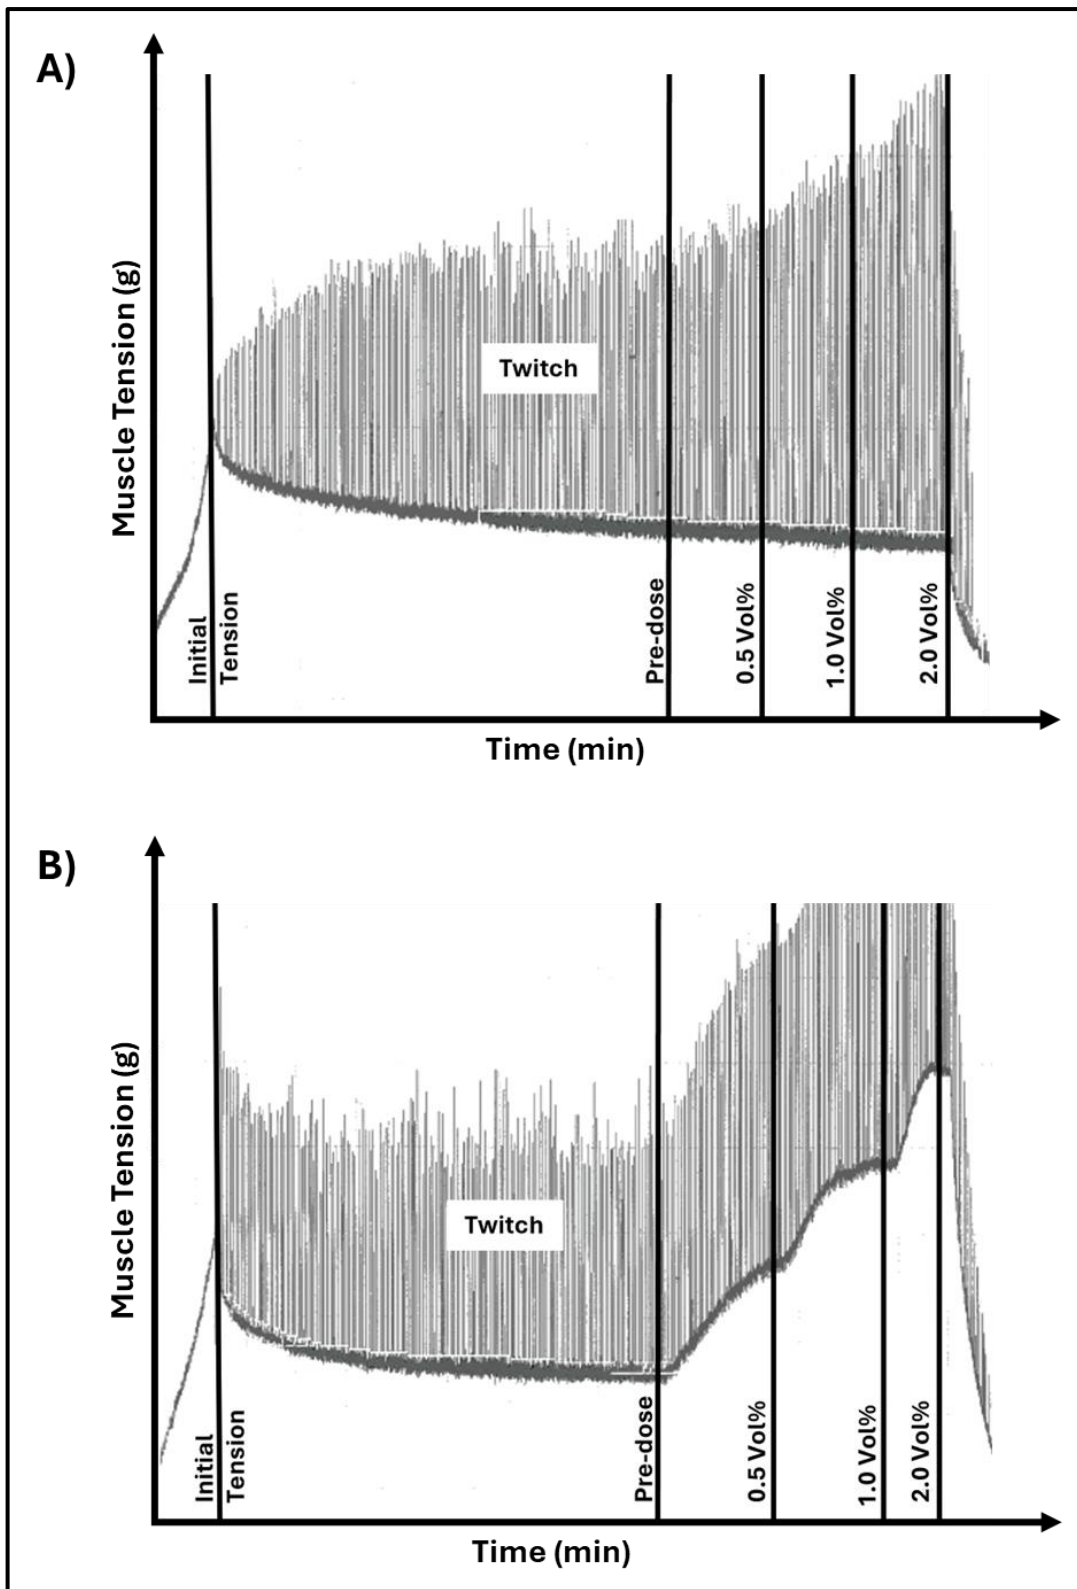 A)
Muscle Tension (g)
Twitch
Initial
Tension
Pre-dose
0.5 Vol%
1.0 Vol%
2.0 Vol%
Time (min)
B)
Muscle Tension (g)
Twitch
Initial
Tension
Pre-dose
0.5 Vol%
1.0 Vol%
2.0 Vol%
Time (min)